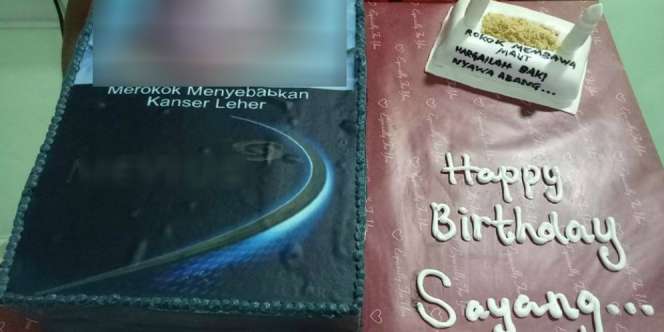 Merokok Menyebabkan
Kanser Leher
ROKOK MEMBAWA
MAUT
HARGAILAH BAKI
NYAWA ABANG...
Happy
Birthday
Sayang...